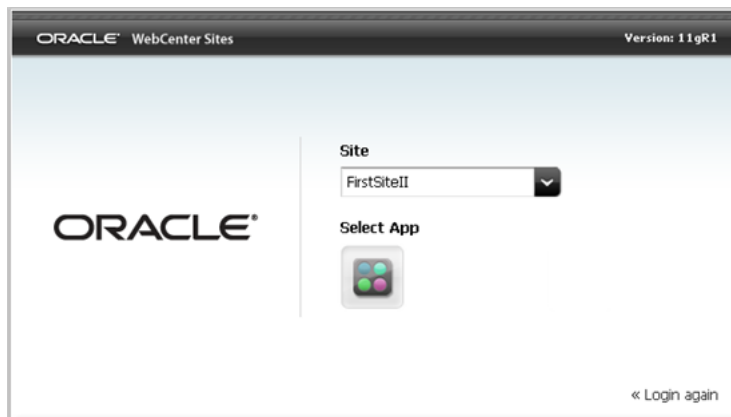 ORACLE® WebCenter Sites
Version: 11gR1
Site
FirstSiteII
ORACLE®
Select App
« Login again